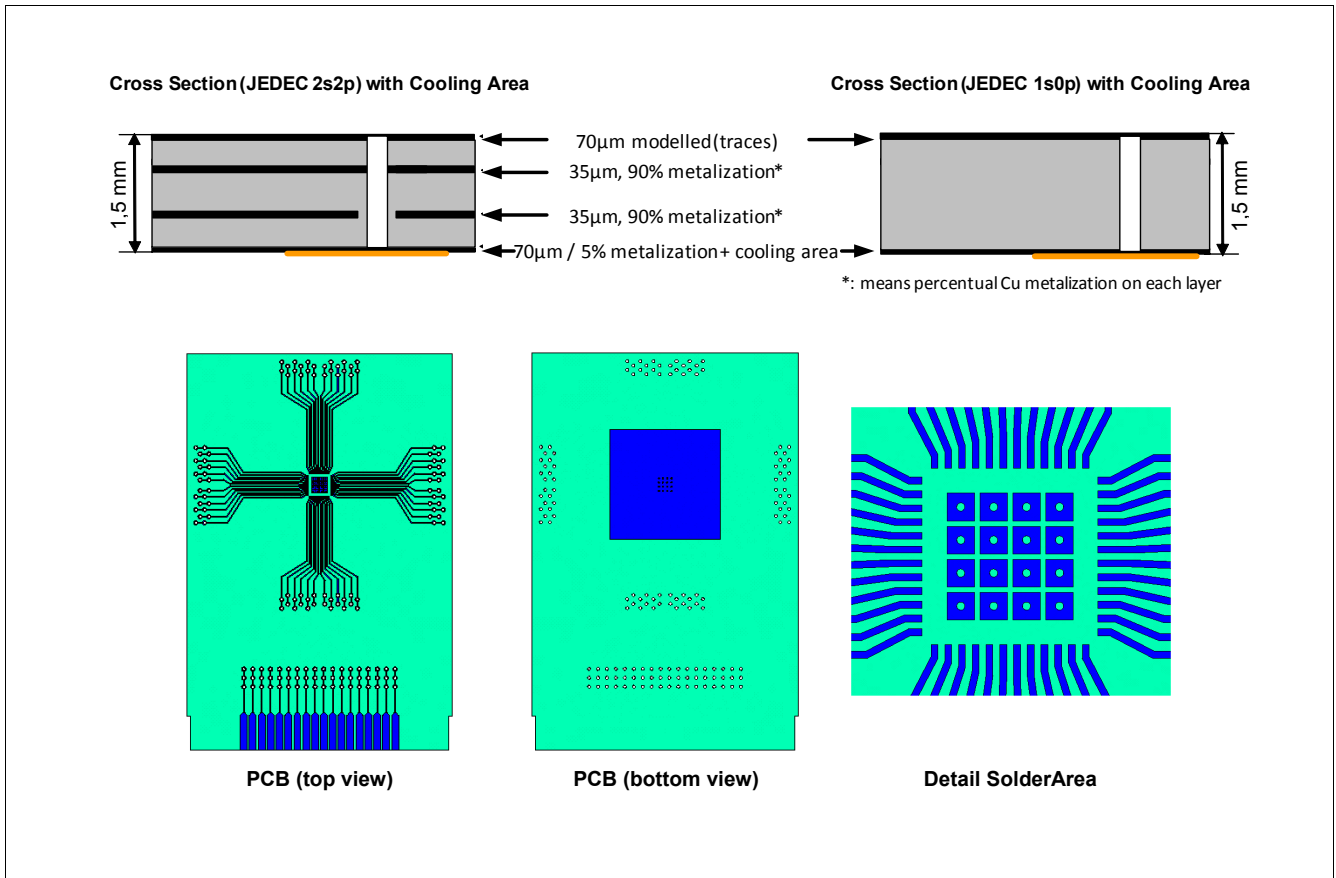 Cross Section (JEDEC 2s2p) with Cooling Area
Cross Section (JEDEC 1s0p) with Cooling Area
1,5 mm
70µm modelled (traces)
35µm, 90% metalization*
35µm, 90% metalization*
70µm / 5% metalization + cooling area
1,5 mm
*: means percentual Cu metalization on each layer
PCB (top view)
PCB (bottom view)
Detail SolderArea